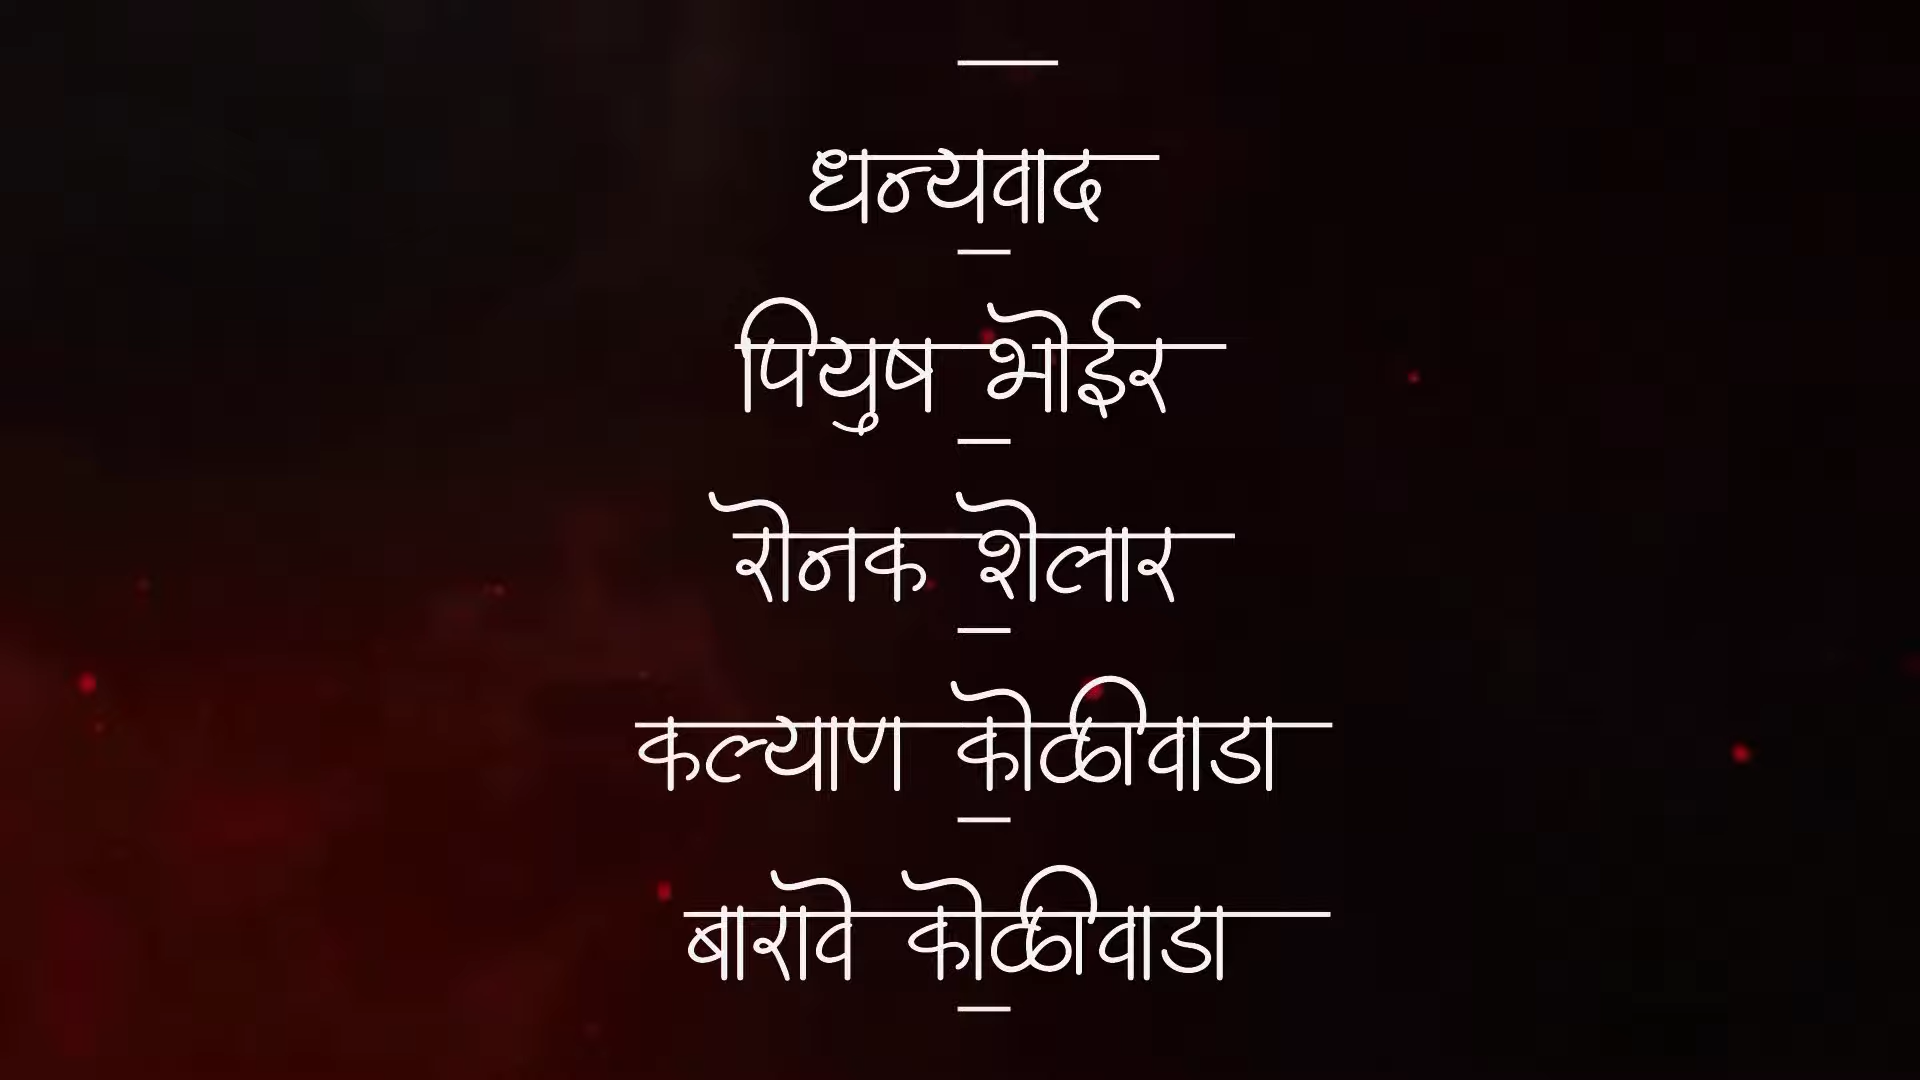 धन्यवाद
पियुष भोईर
रोनक शेलार
कल्याण कोळीवाडा
बारावे कोळीवाडा